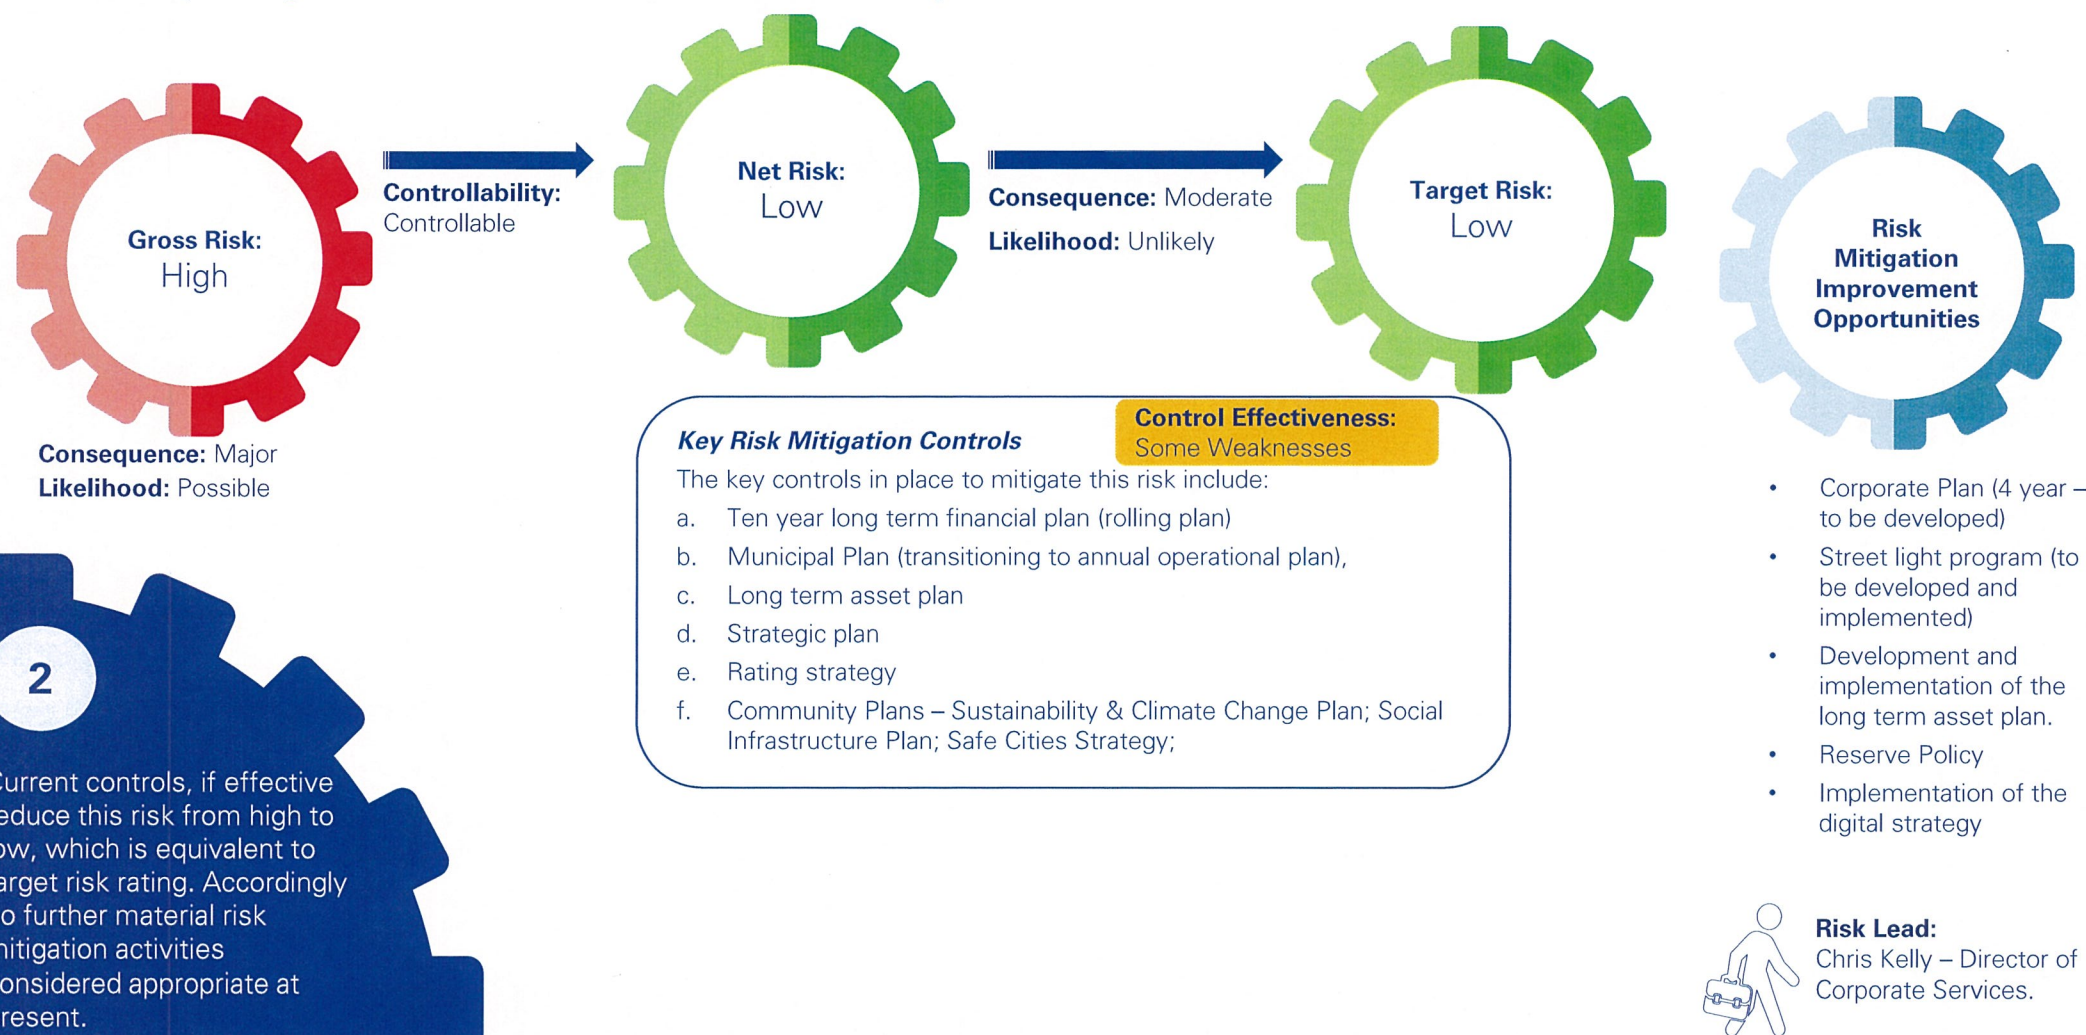 Gross Risk:
High
Consequence: Major
Likelihood: Possible
Controllability:
Controllable
Net Risk:
Low
Consequence: Moderate
Likelihood: Unlikely
Target Risk:
Low
Risk
Mitigation
Improvement
Opportunities
Key Risk Mitigation Controls
Control Effectiveness:
Some Weaknesses
The key controls in place to mitigate this risk include:
a. Ten year long term financial plan (rolling plan)
b. Municipal Plan (transitioning to annual operational plan),
c. Long term asset plan
d. Strategic plan
e. Rating strategy
f. Community Plans – Sustainability & Climate Change Plan; Social
Infrastructure Plan; Safe Cities Strategy;
• Corporate Plan (4 year –
to be developed)
• Street light program (to
be developed and
implemented)
• Development and
implementation of the
long term asset plan.
• Reserve Policy
• Implementation of the
digital strategy
Risk Lead:
Chris Kelly – Director of
Corporate Services.
2
urrent controls, if effective
educe this risk from high to
ow, which is equivalent to
arget risk rating. Accordingly
o further material risk
itigation activities
onsidered appropriate at
resent.